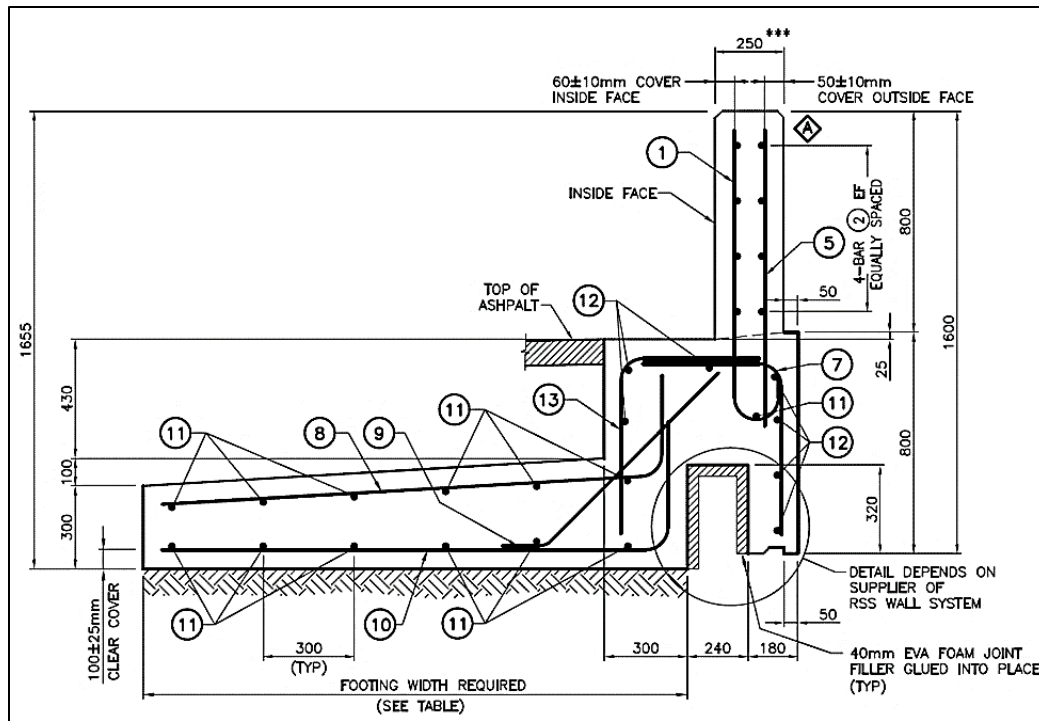 ***
250
60±10mm COVER
INSIDE FACE
50±10mm
COVER OUTSIDE FACE
A
1
INSIDE FACE
5
4-BAR 2 EF
EQUALLY SPACED
800
50
1655
1600
TOP OF
ASHPALT
12
25
7
430
13
11
11
11
8
9
12
800
100
300
320
DETAIL DEPENDS ON
SUPPLIER OF
RSS WALL SYSTEM
100±25mm
CLEAR COVER
11
10
11
50
300
(TYP)
300
240
180
40mm EVA FOAM JOINT
FILLER GLUED INTO PLACE
(TYP)
FOOTING WIDTH REQUIRED
(SEE TABLE)